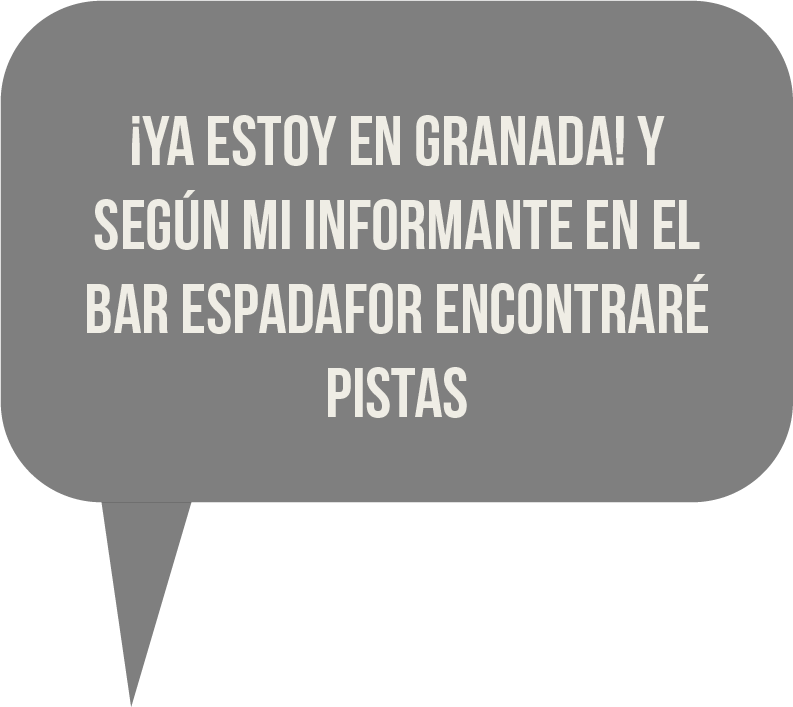 ¡YA ESTOY EN GRANADA! Y
SEGÚN MI INFORMANTE EN EL
BAR ESPADAFOR ENCONTRARÉ
PISTAS